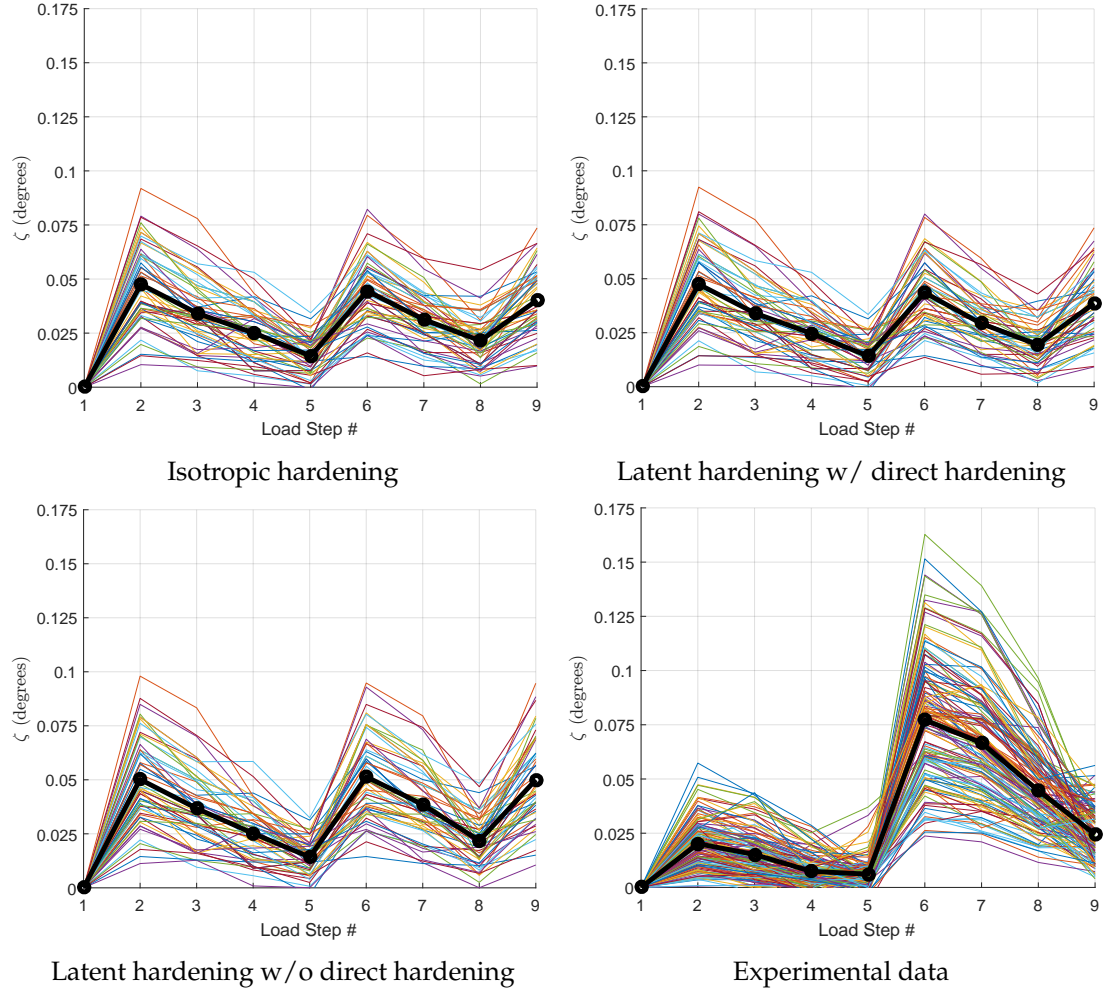 0.175
0.15
0.125
0.1
0.075
0.05
0.025
0
ζ (degrees)
1 2 3 4 5 6 7 8 9
Load Step #
Isotropic hardening
0.175
0.15
0.125
0.1
0.075
0.05
0.025
0
ζ (degrees)
1 2 3 4 5 6 7 8 9
Load Step #
Latent hardening w/ direct hardening
0.175
0.15
0.125
0.1
0.075
0.05
0.025
0
ζ (degrees)
1 2 3 4 5 6 7 8 9
Load Step #
Latent hardening w/o direct hardening
0.175
0.15
0.125
0.1
0.075
0.05
0.025
0
ζ (degrees)
1 2 3 4 5 6 7 8 9
Load Step #
Experimental data